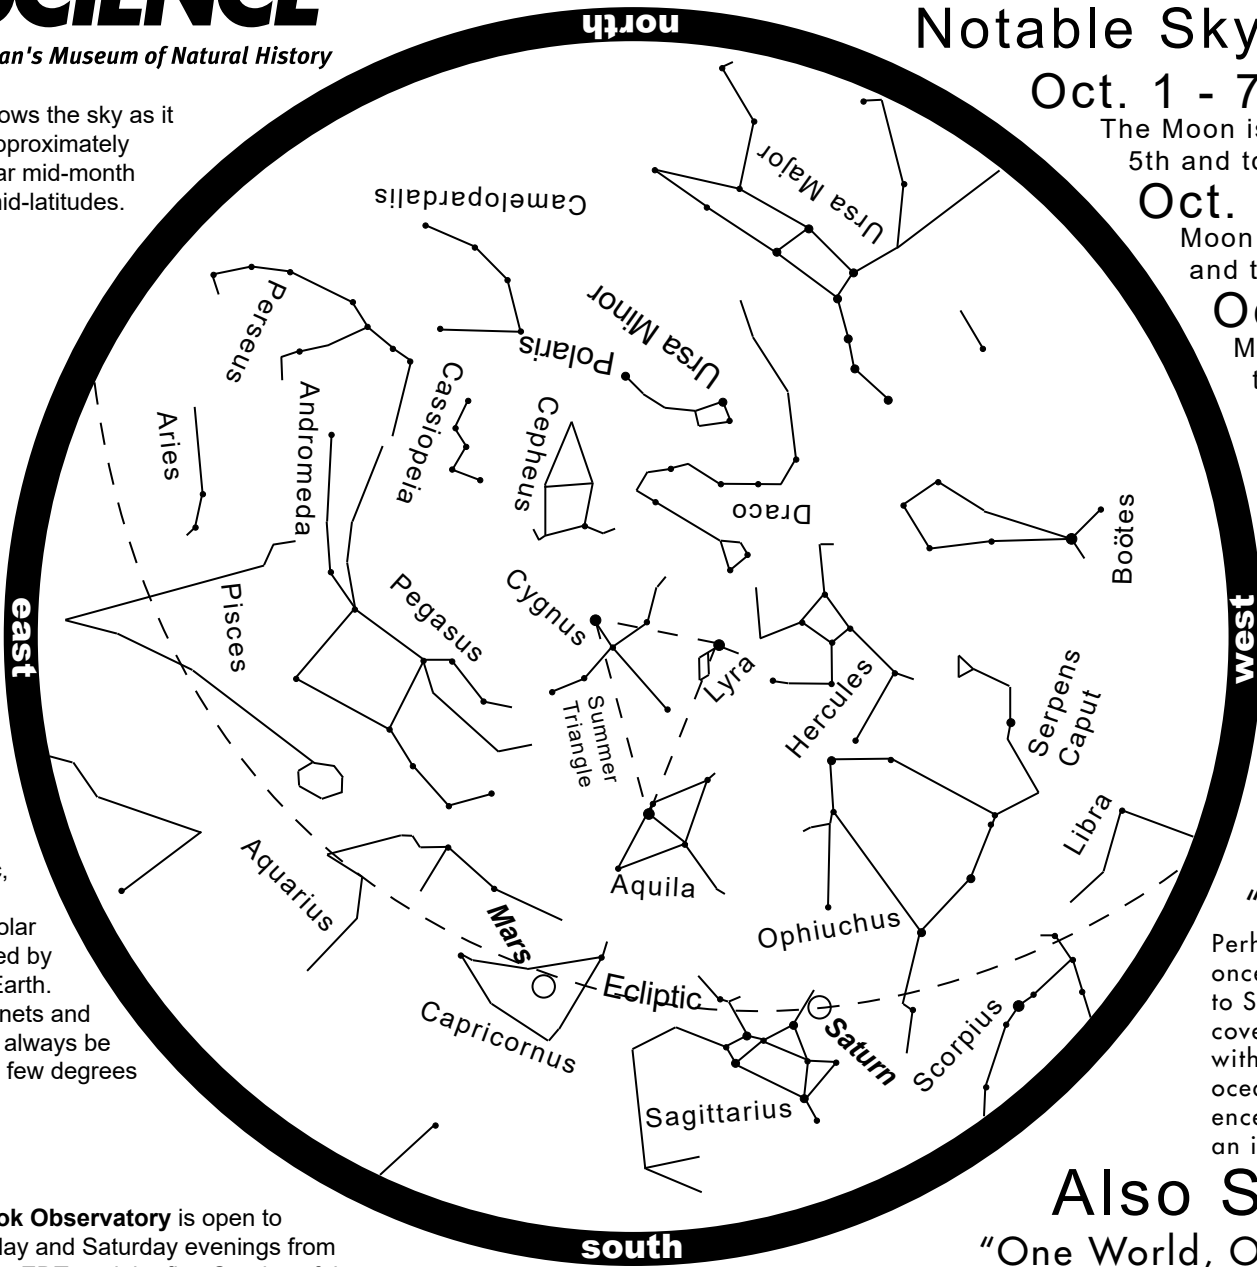 SCIENCE
an's Museum of Natural History
ows the sky as it
pproximately
ar mid-month
id-latitudes.
Notable Sky
Oct. 1 - 7
The Moon is
5th and to
Oct.
Moon
and t
Oc
M
t
north
east
west
south
Camelopardalis
Ursa Major
Perseus
Ursa Minor
Polaris
Andromeda
Cassiopeia
Cepheus
Aries
Draco
Boötes
Pisces
Pegasus
Cygnus
Lyra
Hercules
Serpens
Caput
Summer
Triangle
Libra
Aquarius
Aquila
Mars
Ophiuchus
Ecliptic
Capricornus
Saturn
Scorpius
Sagittarius
,
olar
ed by
Earth.
nets and
always be
few degrees
ok Observatory is open to
day and Saturday evenings from
“
Perh
once
to S
cove
with
ocea
ence
an i
Also S
“One World, O